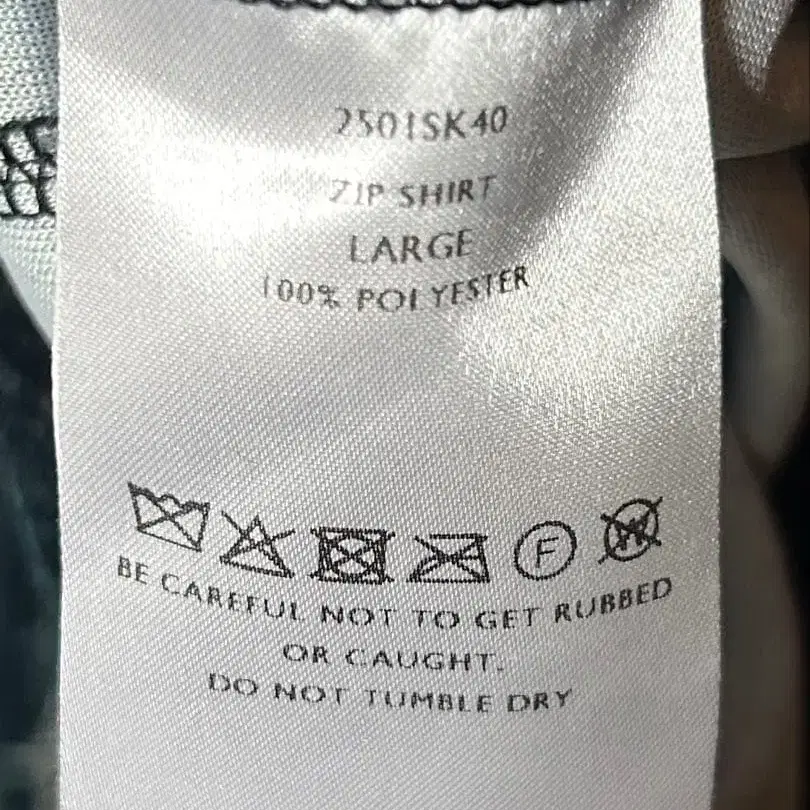 2501SK40
ZIP SHIRT
LARGE
100% POLYESTER
F W
BE CAREFUL NOT TO GET RUBBED
OR CAUGHT.
DO NOT TUMBLE DRY